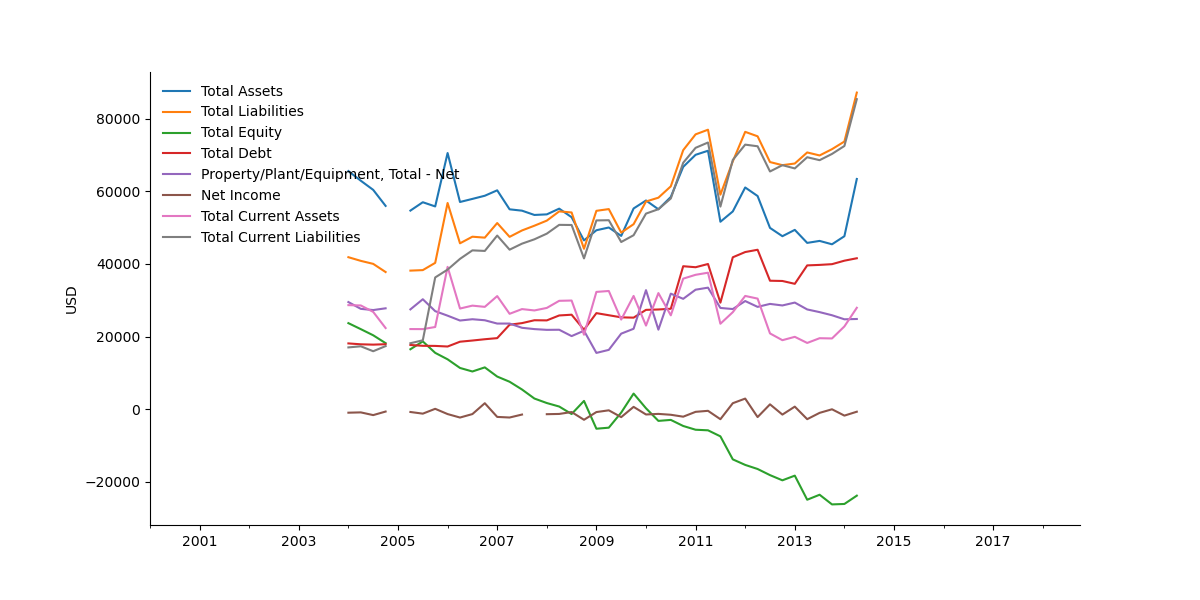 80000
60000
40000
20000
0
−20000
USD
Total Assets
Total Liabilities
Total Equity
Total Debt
Property/Plant/Equipment, Total - Net
Net Income
Total Current Assets
Total Current Liabilities
2001 2003 2005 2007 2009 2011 2013 2015 2017